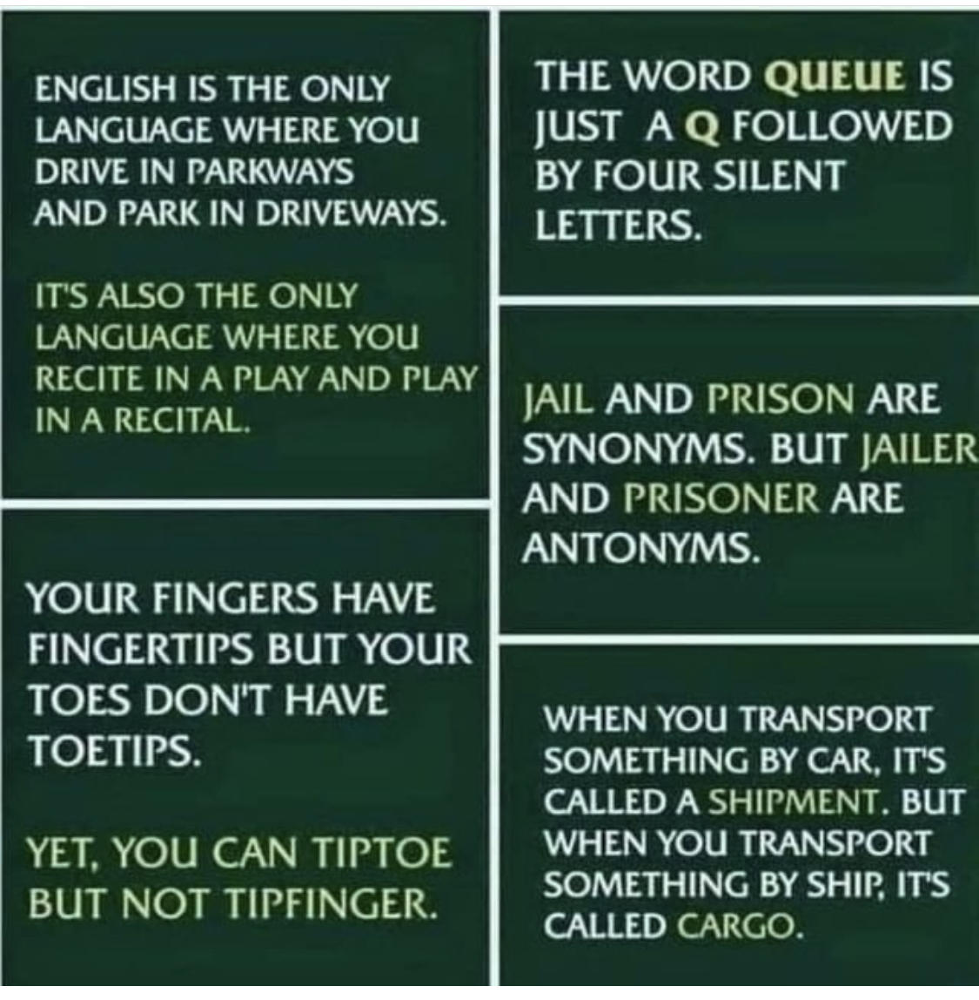 ENGLISH IS THE ONLY
LANGUAGE WHERE YOU
DRIVE IN PARKWAYS
AND PARK IN DRIVEWAYS.
IT'S ALSO THE ONLY
LANGUAGE WHERE YOU
RECITE IN A PLAY AND PLAY
IN A RECITAL.
YOUR FINGERS HAVE
FINGERTIPS BUT YOUR
TOES DON'T HAVE
TOETIPS.
YET, YOU CAN TIPTOE
BUT NOT TIPFINGER.
THE WORD QUEUE IS
JUST A Q FOLLOWED
BY FOUR SILENT
LETTERS.
JAIL AND PRISON ARE
SYNONYMS. BUT JAILER
AND PRISONER ARE
ANTONYMS.
WHEN YOU TRANSPORT
SOMETHING BY CAR, IT'S
CALLED A SHIPMENT. BUT
WHEN YOU TRANSPORT
SOMETHING BY SHIP, IT'S
CALLED CARGO.